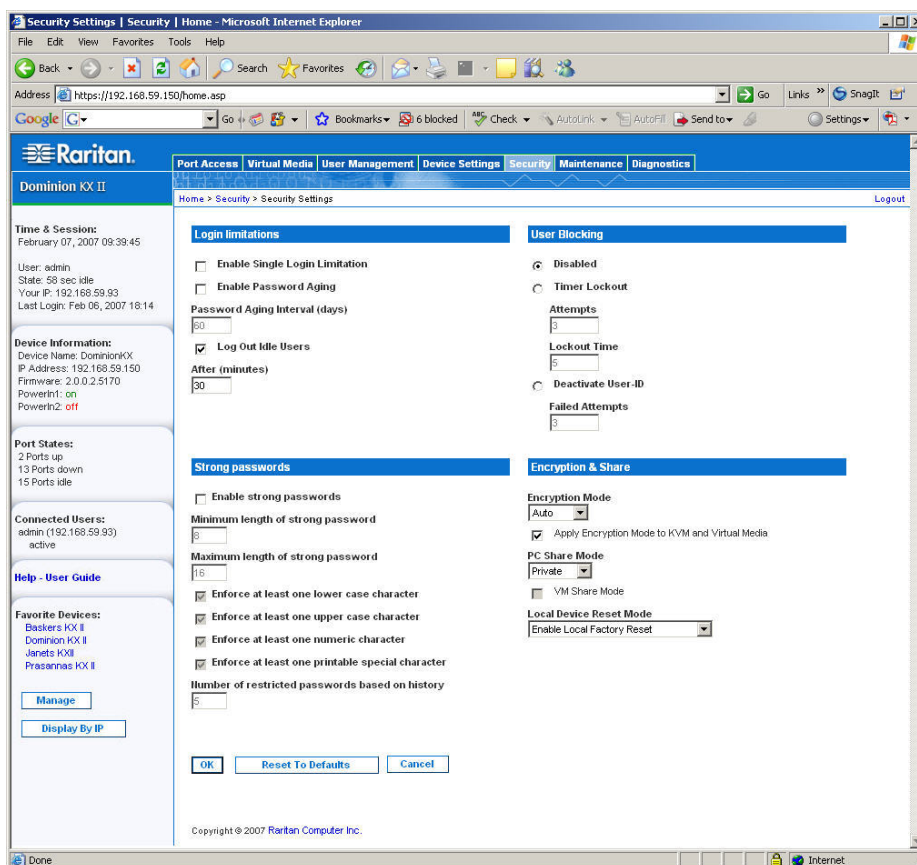 Security Settings | Security | Home - Microsoft Internet Explorer
File Edit View Favorites Tools Help
Back Search Favorites
Address https://192.168.59.150/home.asp Go Links » SnagIt
Google G Go Bookmarks 6 blocked ABC Check AutoLink AutoFill Send to Settings
Raritan.
Port Access Virtual Media User Management Device Settings Security Maintenance Diagnostics
Dominion KX II
Home > Security > Security Settings Logout
Time & Session:
February 07, 2007 09:39:45
User: admin
State: 58 sec idle
Your IP: 192.168.59.93
Last Login: Feb 06, 2007 18:14
Device Information:
Device Name: DominionKX
IP Address: 192.168.59.150
Firmware: 2.0.0.2.5170
PowerIn1: on
PowerIn2: off
Port States:
2 Ports up
13 Ports down
15 Ports idle
Connected Users:
admin (192.168.59.93)
active
Help - User Guide
Favorite Devices:
Baskers KX II
Dominion KX II
Janets KXII
Prasannas KX II
Manage
Display By IP
Login limitations
Enable Single Login Limitation
Enable Password Aging
Password Aging Interval (days)
60
Log Out Idle Users
After (minutes)
30
User Blocking
Disabled
Timer Lockout
Attempts
3
Lockout Time
5
Deactivate User-ID
Failed Attempts
3
Strong passwords
Enable strong passwords
Minimum length of strong password
8
Maximum length of strong password
16
Enforce at least one lower case character
Enforce at least one upper case character
Enforce at least one numeric character
Enforce at least one printable special character
Number of restricted passwords based on history
5
Encryption & Share
Encryption Mode
Auto
Apply Encryption Mode to KVM and Virtual Media
PC Share Mode
Private
VM Share Mode
Local Device Reset Mode
Enable Local Factory Reset
OK Reset To Defaults Cancel
Copyright © 2007 Raritan Computer Inc.
Done Internet